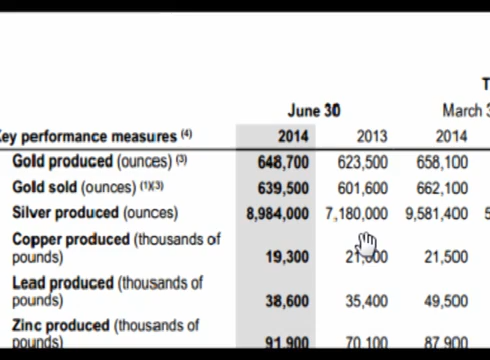 T
June 30 March 3
Key performance measures (4) 2014 2013 2014
Gold produced (ounces) (3) 648,700 623,500 658,100
Gold sold (ounces) (1)(3) 639,500 601,600 662,100
Silver produced (ounces) 8,984,000 7,180,000 9,581,400 5
Copper produced (thousands of
pounds) 19,300 21,500
Lead produced (thousands of
pounds) 38,600 35,400 49,500
Zinc produced (thousands of
pounds) 91,900 70,100 87,900